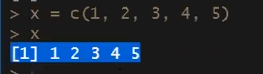 > x = c(1, 2, 3, 4, 5)
> x
[1] 1 2 3 4 5